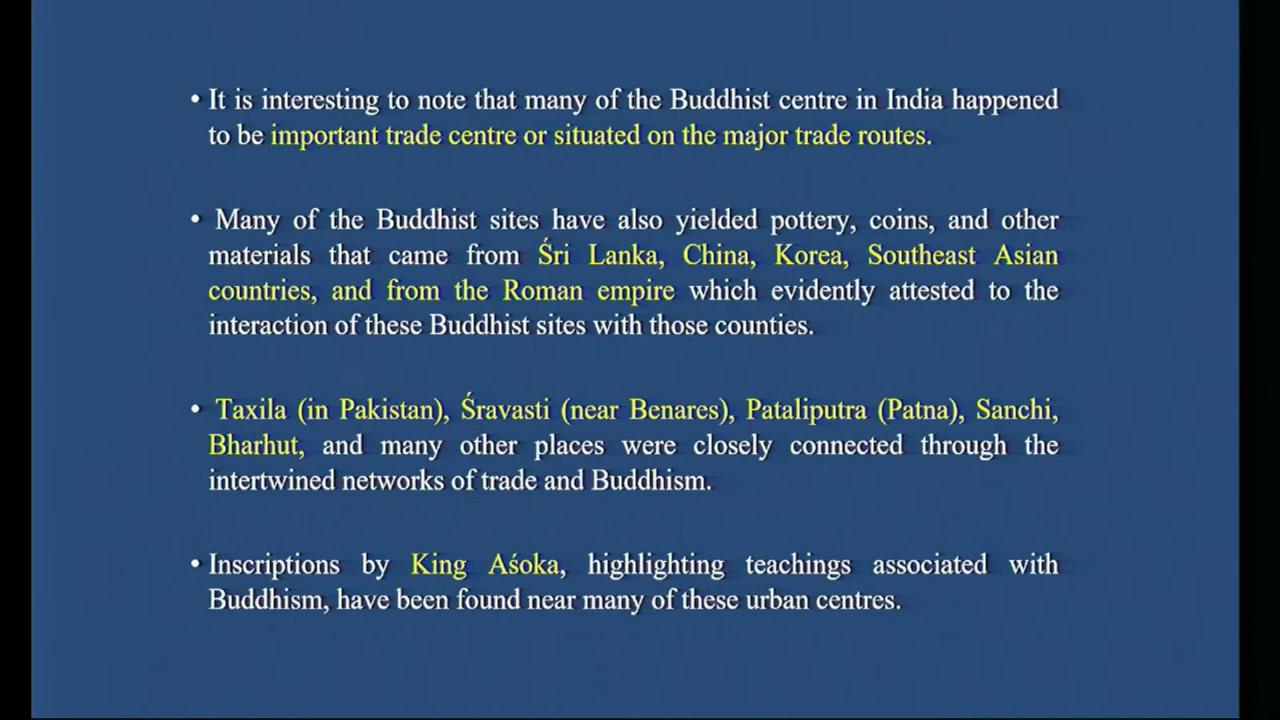 • It is interesting to note that many of the Buddhist centre in India happened
to be important trade centre or situated on the major trade routes.
• Many of the Buddhist sites have also yielded pottery, coins, and other
materials that came from Śri Lanka, China, Korea, Southeast Asian
countries, and from the Roman empire which evidently attested to the
interaction of these Buddhist sites with those counties.
• Taxila (in Pakistan), Śravasti (near Benares), Pataliputra (Patna), Sanchi,
Bharhut, and many other places were closely connected through the
intertwined networks of trade and Buddhism.
• Inscriptions by King Aśoka, highlighting teachings associated with
Buddhism, have been found near many of these urban centres.